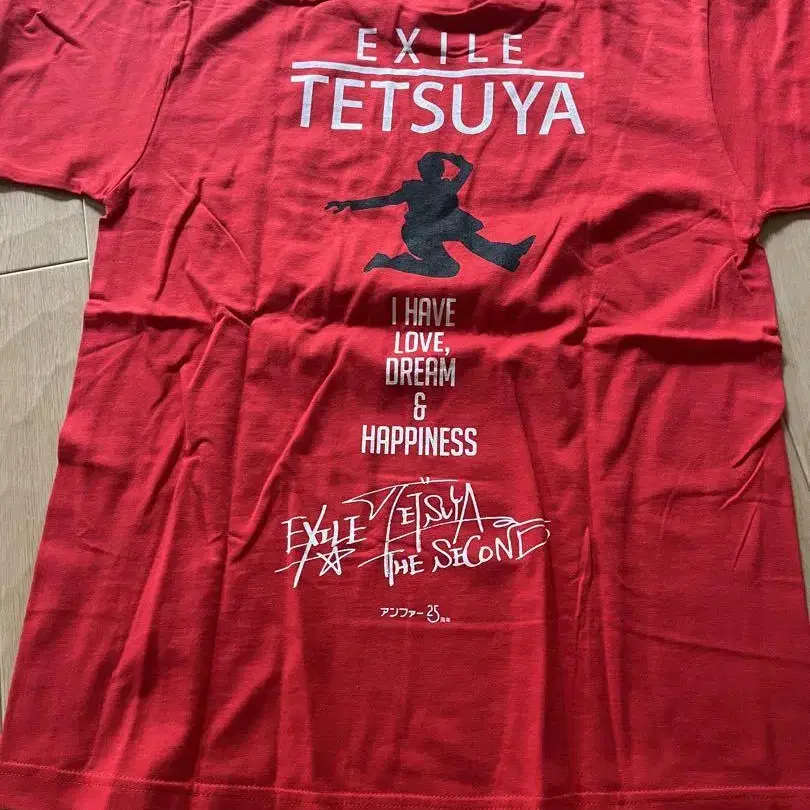 EXILE
TETSUYA
I HAVE
LOVE,
DREAM
&
HAPPINESS
EXILE TETSUYA
THE SECOND
アンファー25周年